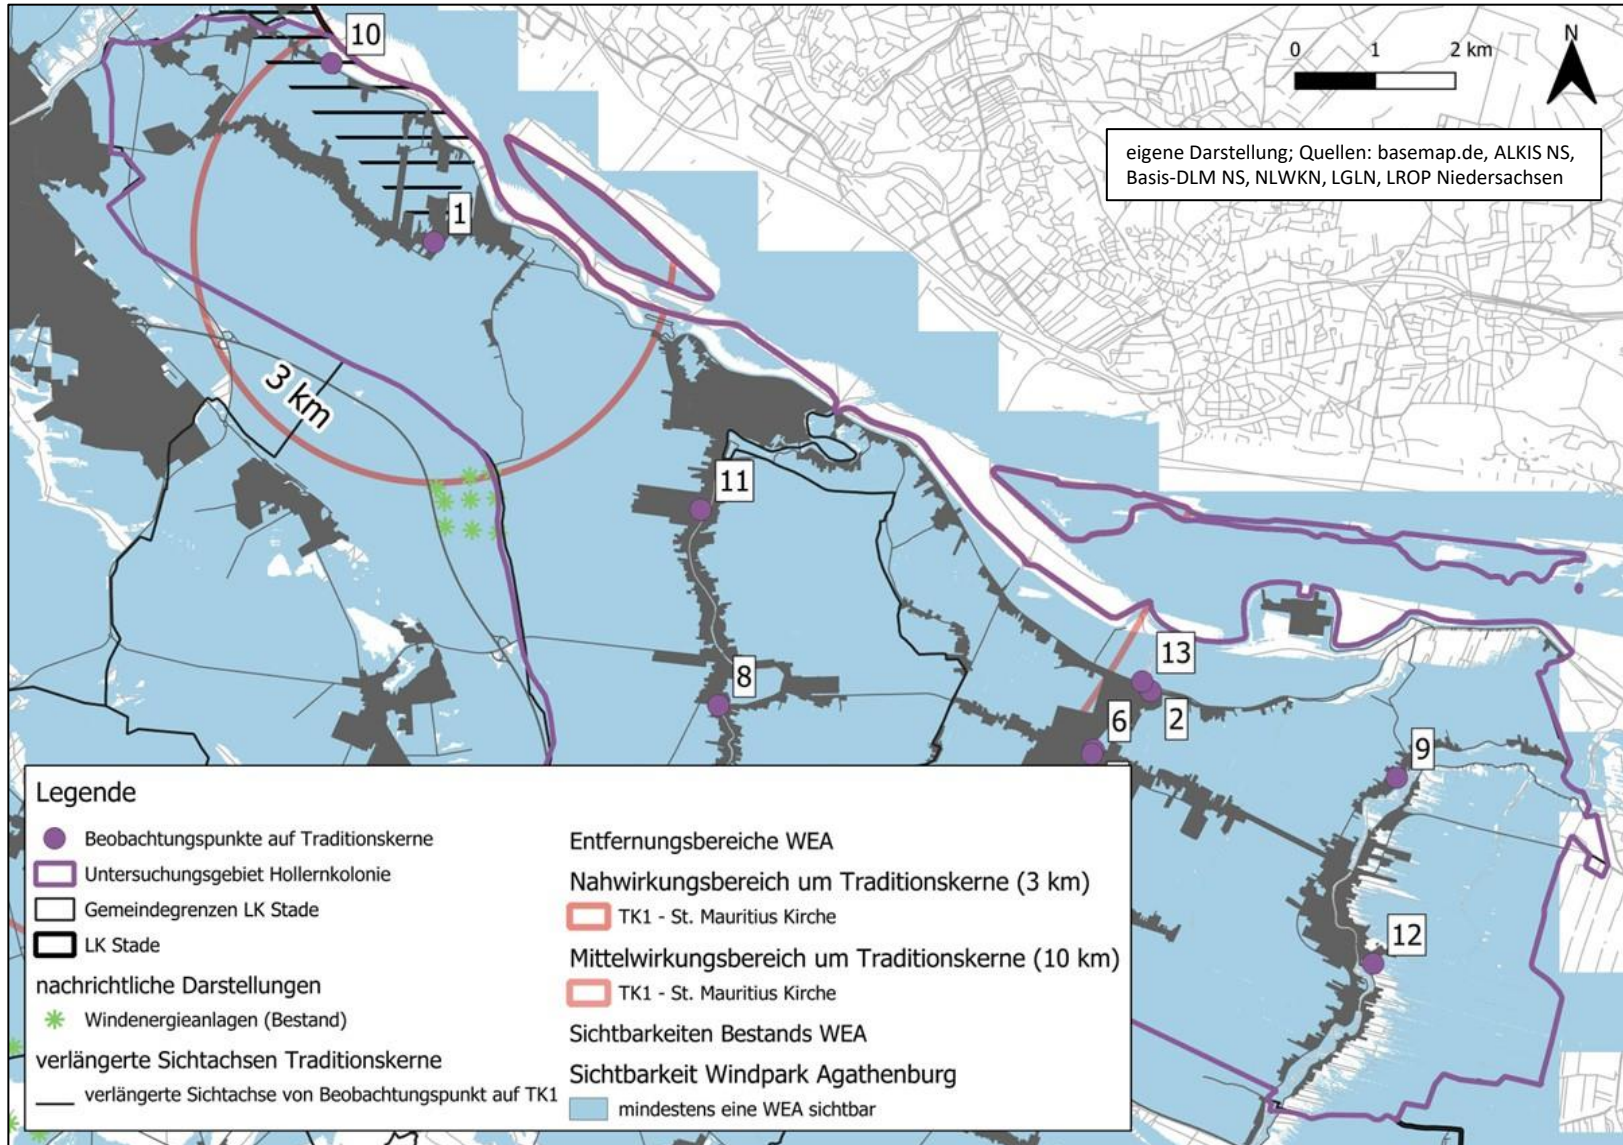 10
0 1 2 km
N
eigene Darstellung; Quellen: basemap.de, ALKIS NS,
Basis-DLM NS, NLWKN, LGLN, LROP Niedersachsen
1
3 km
11
13
8
2
6
9
12
Legende
Beobachtungspunkte auf Traditionskerne
Untersuchungsgebiet Hollernkolonie
Gemeindegrenzen LK Stade
LK Stade
nachrichtliche Darstellungen
Windenergieanlagen (Bestand)
verlängerte Sichtachsen Traditionskerne
verlängerte Sichtachse von Beobachtungspunkt auf TK1
Entfernungsbereiche WEA
Nahwirkungsbereich um Traditionskerne (3 km)
TK1 - St. Mauritius Kirche
Mittelwirkungsbereich um Traditionskerne (10 km)
TK1 - St. Mauritius Kirche
Sichtbarkeiten Bestands WEA
Sichtbarkeit Windpark Agathenburg
mindestens eine WEA sichtbar